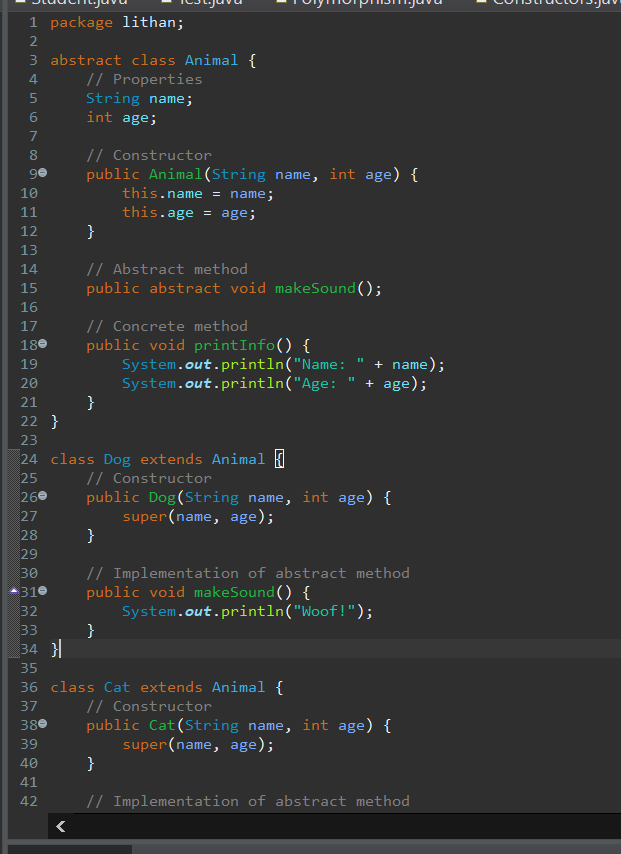 Student.java Test.java Polymorphism.java Constructors.java
1 package lithan;
2
3 abstract class Animal {
4     // Properties
5     String name;
6     int age;
7
8     // Constructor
9     public Animal(String name, int age) {
10         this.name = name;
11         this.age = age;
12     }
13
14     // Abstract method
15     public abstract void makeSound();
16
17     // Concrete method
18     public void printInfo() {
19         System.out.println("Name: " + name);
20         System.out.println("Age: " + age);
21     }
22 }
23
24 class Dog extends Animal {
25     // Constructor
26     public Dog(String name, int age) {
27         super(name, age);
28     }
29
30     // Implementation of abstract method
31     public void makeSound() {
32         System.out.println("Woof!");
33     }
34 }
35
36 class Cat extends Animal {
37     // Constructor
38     public Cat(String name, int age) {
39         super(name, age);
40     }
41
42     // Implementation of abstract method